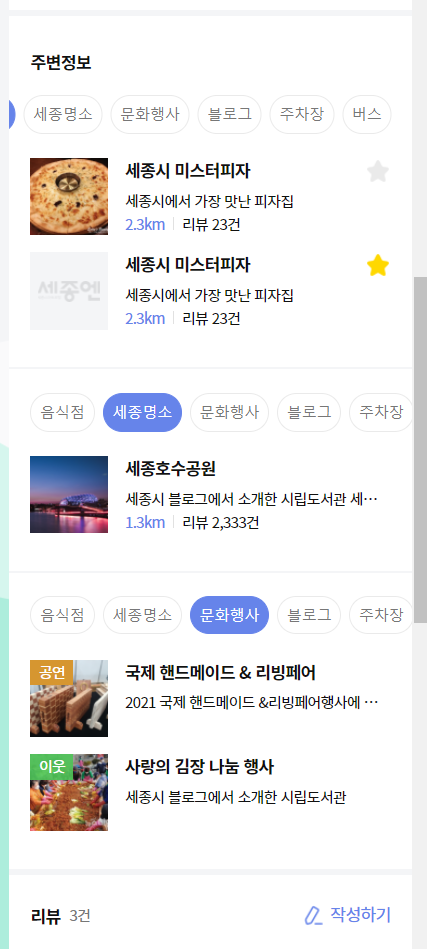 주변정보
세종명소 문화행사 블로그 주차장 버스
세종시 미스터피자
세종시에서 가장 맛난 피자집
2.3km 리뷰 23건
세종엔
세종시 미스터피자
세종시에서 가장 맛난 피자집
2.3km 리뷰 23건
음식점 세종명소 문화행사 블로그 주차장
세종호수공원
세종시 블로그에서 소개한 시립도서관 세…
1.3km 리뷰 2,333건
음식점 세종명소 문화행사 블로그 주차장
공연
국제 핸드메이드 & 리빙페어
2021 국제 핸드메이드 &리빙페어행사에 …
이웃
사랑의 김장 나눔 행사
세종시 블로그에서 소개한 시립도서관
리뷰 3건 작성하기